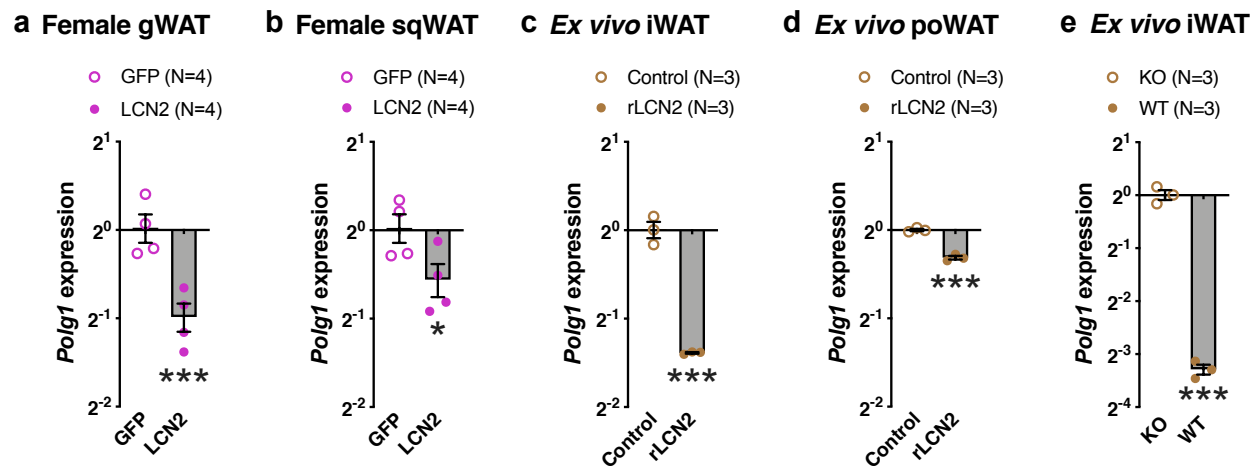 a Female gWAT
GFP (N=4)
LCN2 (N=4)
Polg1 expression
2^1
2^0
2^-1
2^-2
***
GFP
LCN2
b Female sqWAT
GFP (N=4)
LCN2 (N=4)
Polg1 expression
2^1
2^0
2^-1
2^-2
*
GFP
LCN2
c Ex vivo iWAT
Control (N=3)
rLCN2 (N=3)
Polg1 expression
2^1
2^0
2^-1
2^-2
***
Control
rLCN2
d Ex vivo poWAT
Control (N=3)
rLCN2 (N=3)
Polg1 expression
2^1
2^0
2^-1
2^-2
***
Control
rLCN2
e Ex vivo iWAT
KO (N=3)
WT (N=3)
Polg1 expression
2^1
2^0
2^-1
2^-2
2^-3
2^-4
***
KO
WT